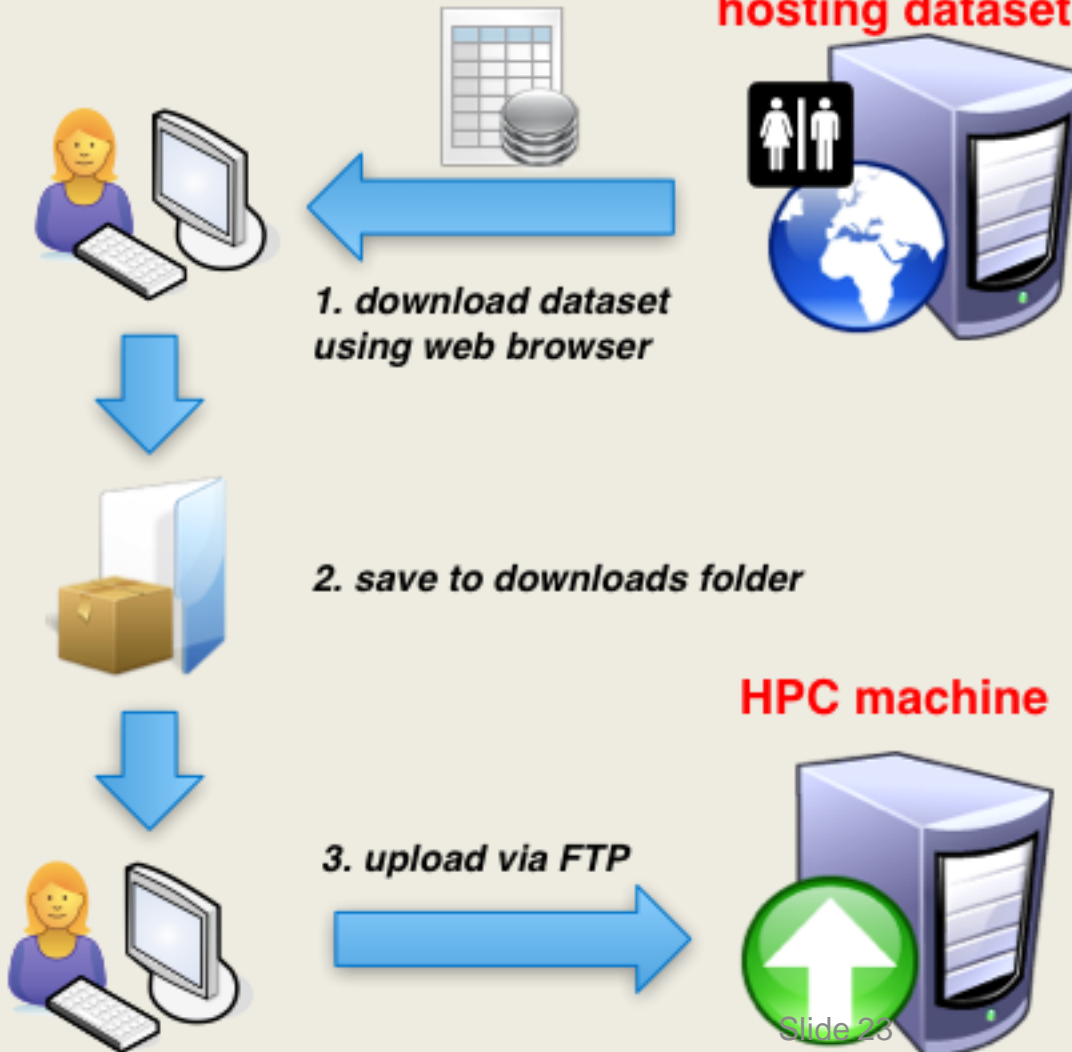 hosting dataset
1. download dataset
using web browser
2. save to downloads folder
HPC machine
3. upload via FTP
Slide 23